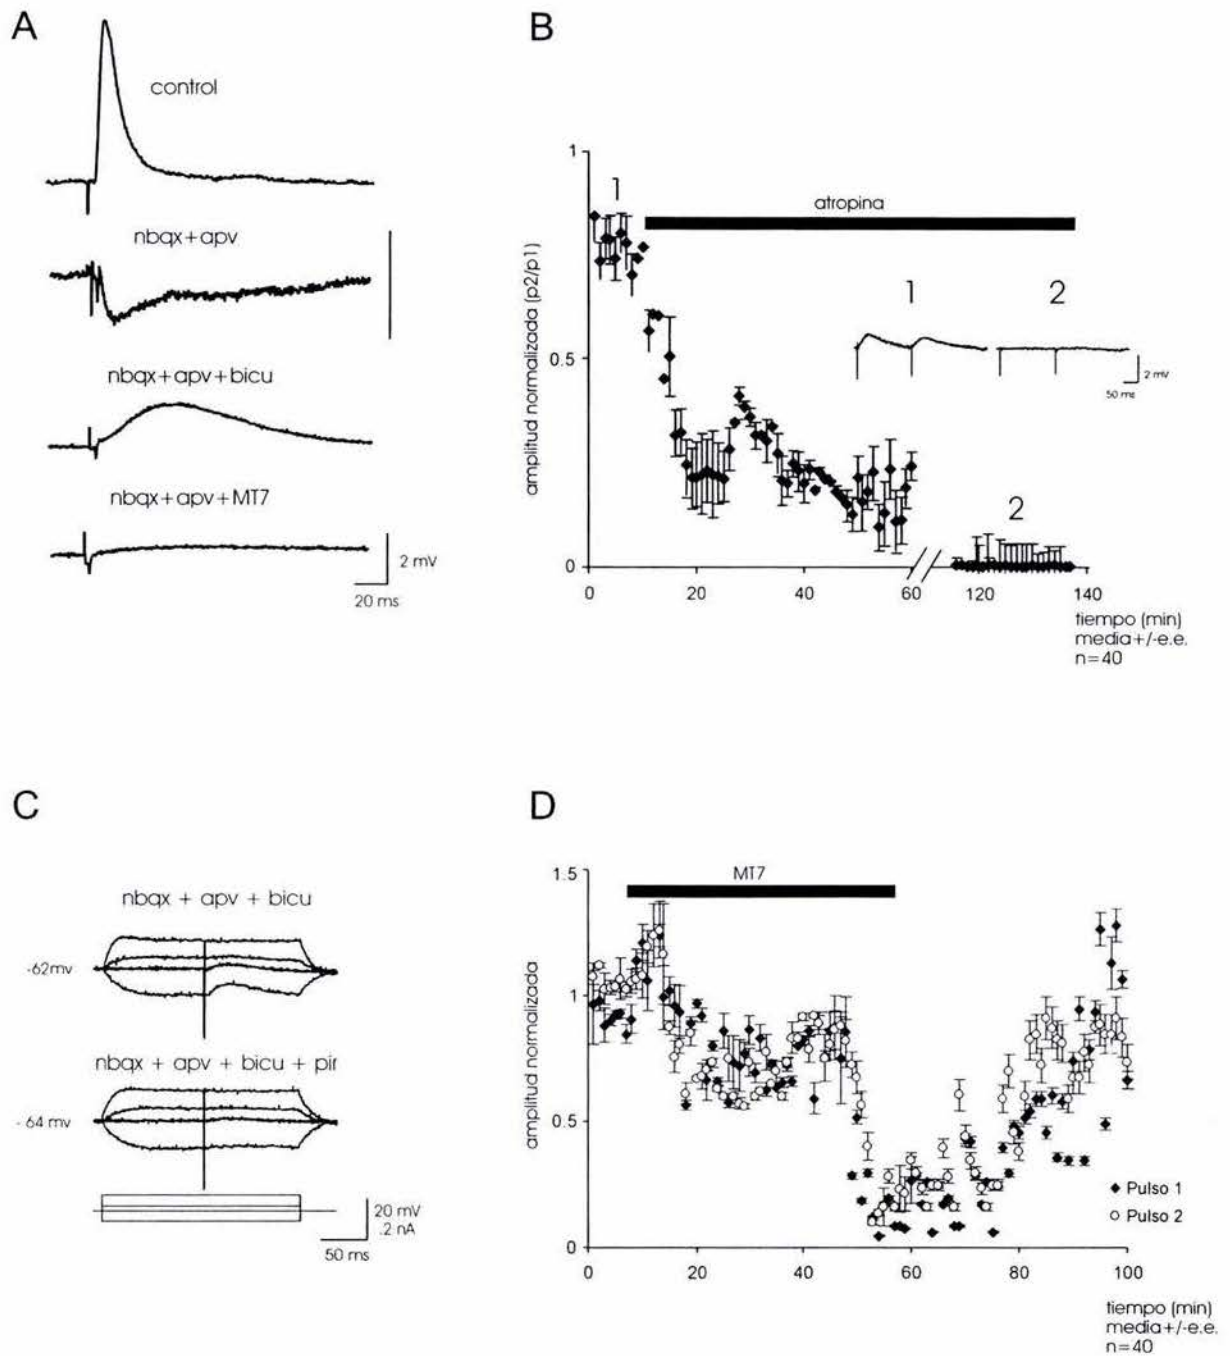 A
control
nbqx+apv
nbqx+apv+bicu
nbqx+apv+MT7
2 mV
20 ms
B
1
0.5
0
amplitud normalizada (p2/p1)
1
atropina
1
2
2 mV
50 ms
2
0
20
40
60
120
140
tiempo (min)
media+/-e.e.
n=40
C
nbqx + apv + bicu
-62mv
nbqx + apv + bicu + pir
- 64 mv
20 mV
.2 nA
50 ms
D
1.5
1
0.5
0
amplitud normalizada
MT7
Pulso 1
Pulso 2
0
20
40
60
80
100
tiempo (min)
media+/-e.e.
n=40